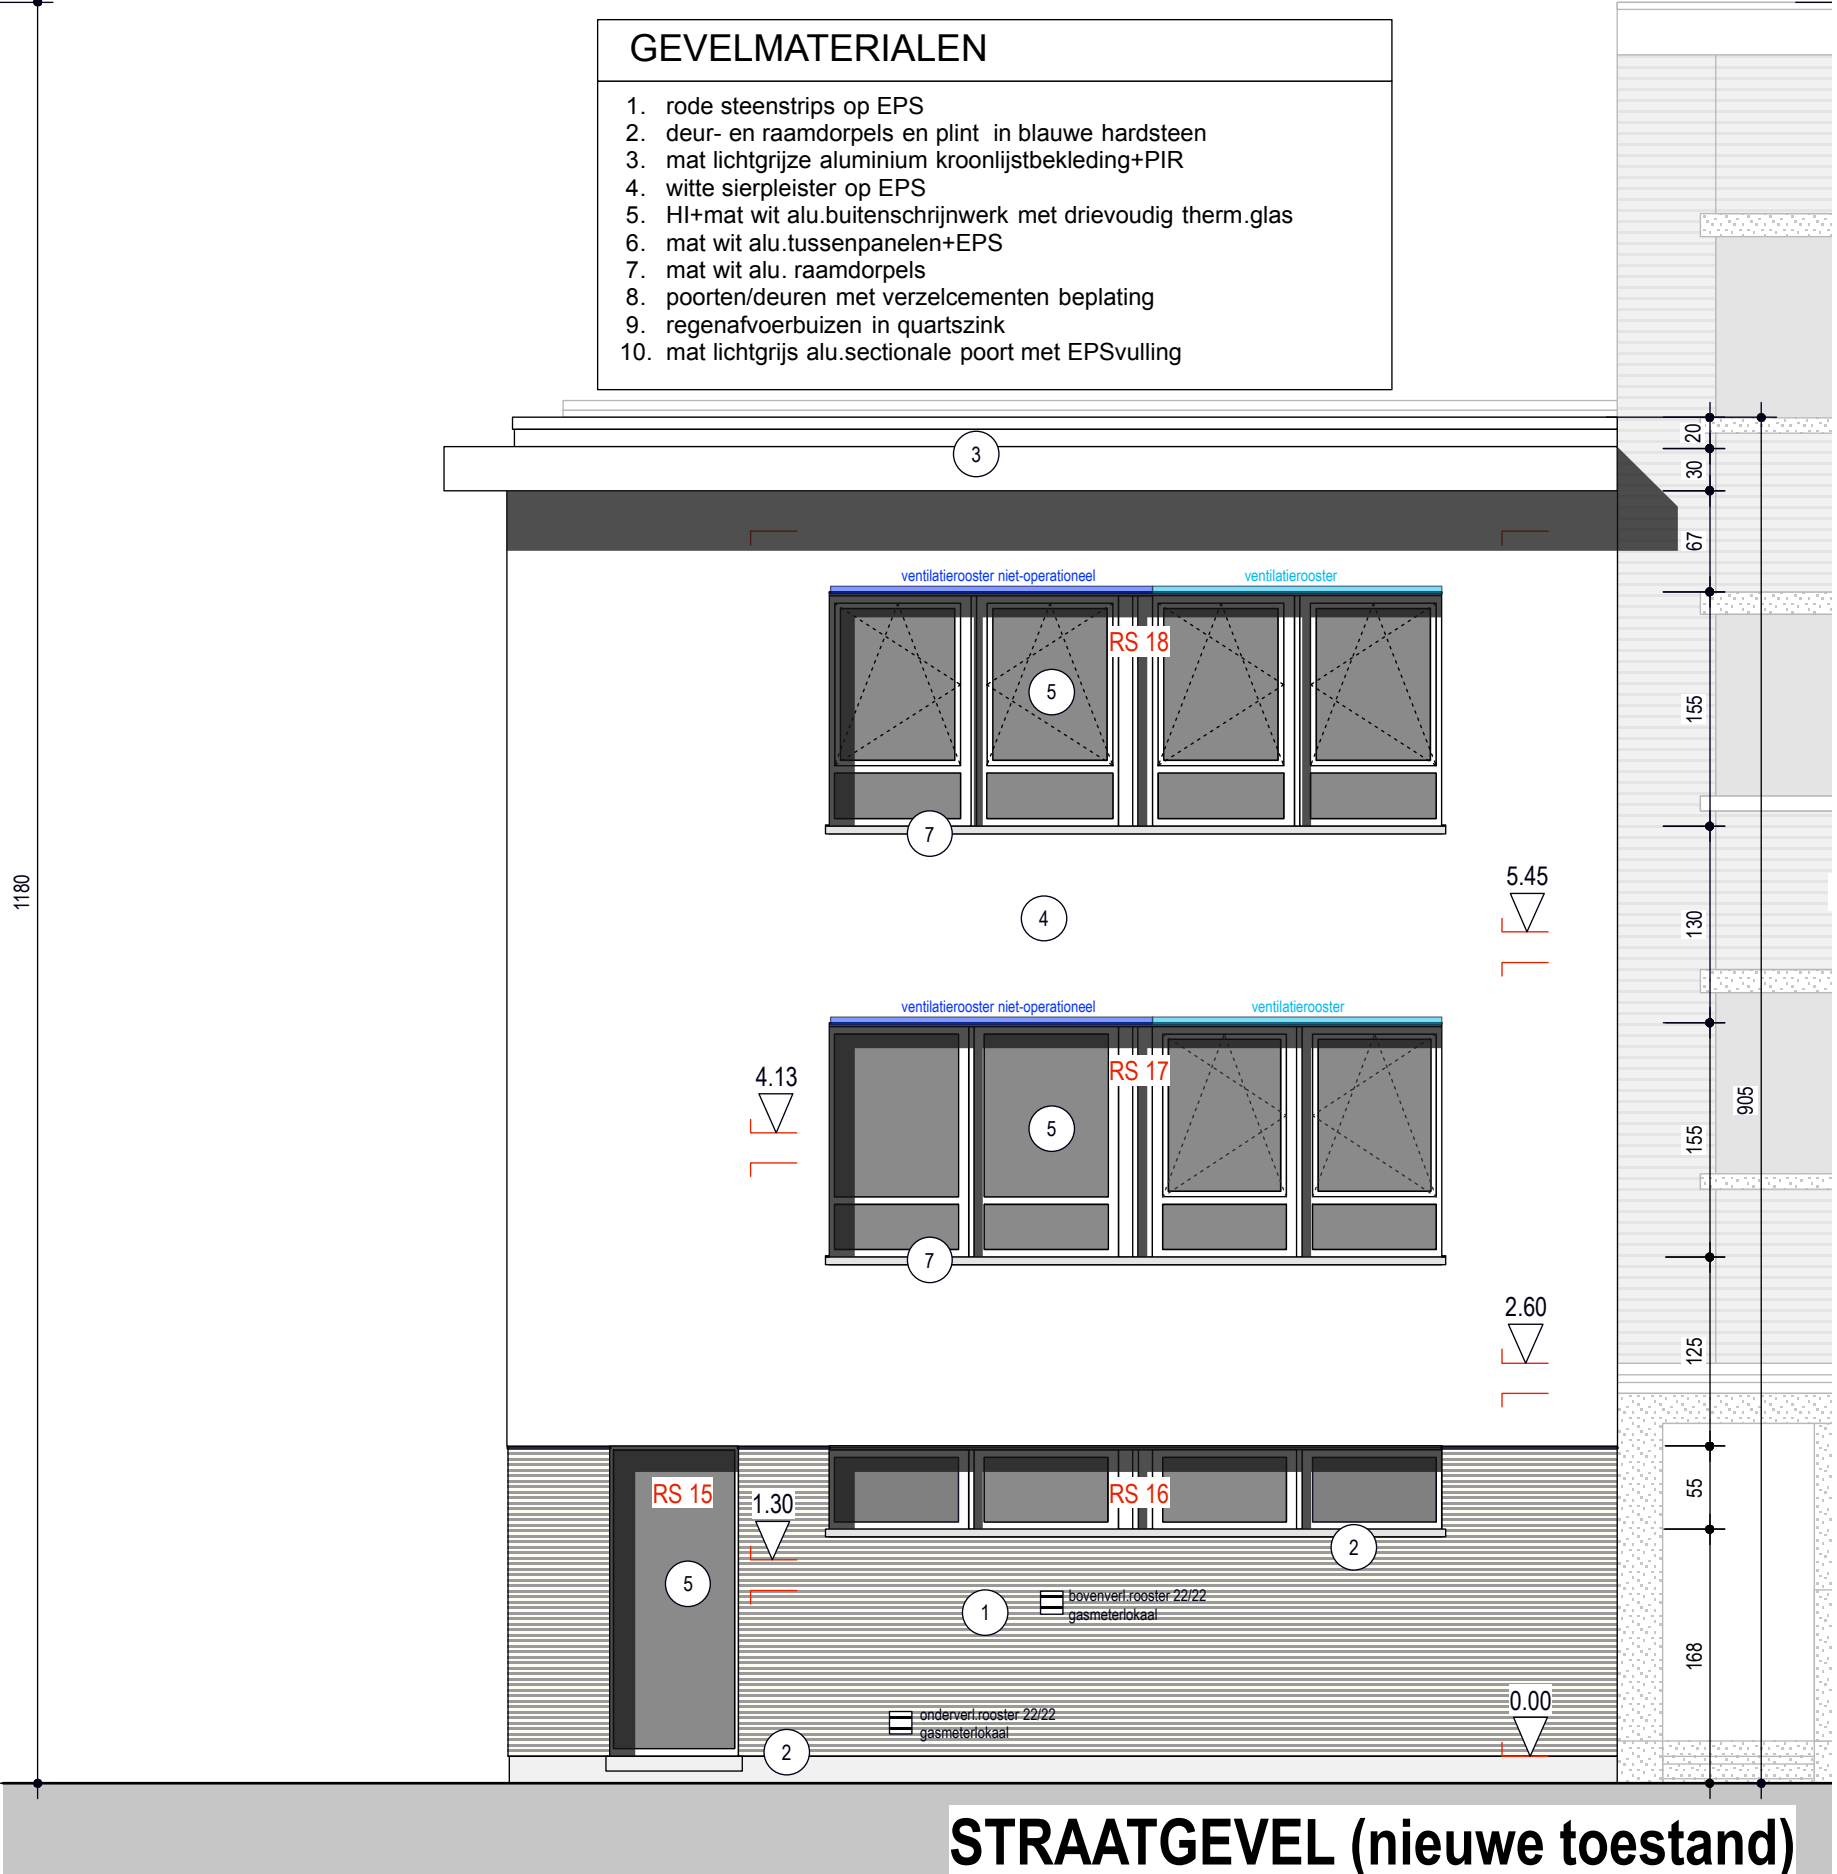 GEVELMATERIALEN
1. rode steenstrips op EPS
2. deur- en raamdorpels en plint in blauwe hardsteen
3. mat lichtgrijze aluminium kroonlijstbekleding+PIR
4. witte sierpleister op EPS
5. HI+mat wit alu.buitenschrijnwerk met drievoudig therm.glas
6. mat wit alu.tussenpanelen+EPS
7. mat wit alu. raamdorpels
8. poorten/deuren met verzelcementen beplating
9. regenafvoerbuizen in quartszink
10. mat lichtgrijs alu.sectionale poort met EPSvulling
3
20
30
67
ventilatierooster niet-operationeel ventilatierooster
RS 18
5
155
7
1180
5.45
4
130
ventilatierooster niet-operationeel ventilatierooster
RS 17
4.13
5
905
155
7
2.60
125
RS 15
1.30
RS 16
55
2
5
1
bovenverl.rooster 22/22
gasmeterlokaal
168
0.00
onderverl.rooster 22/22
gasmeterlokaal
2
STRAATGEVEL (nieuwe toestand)